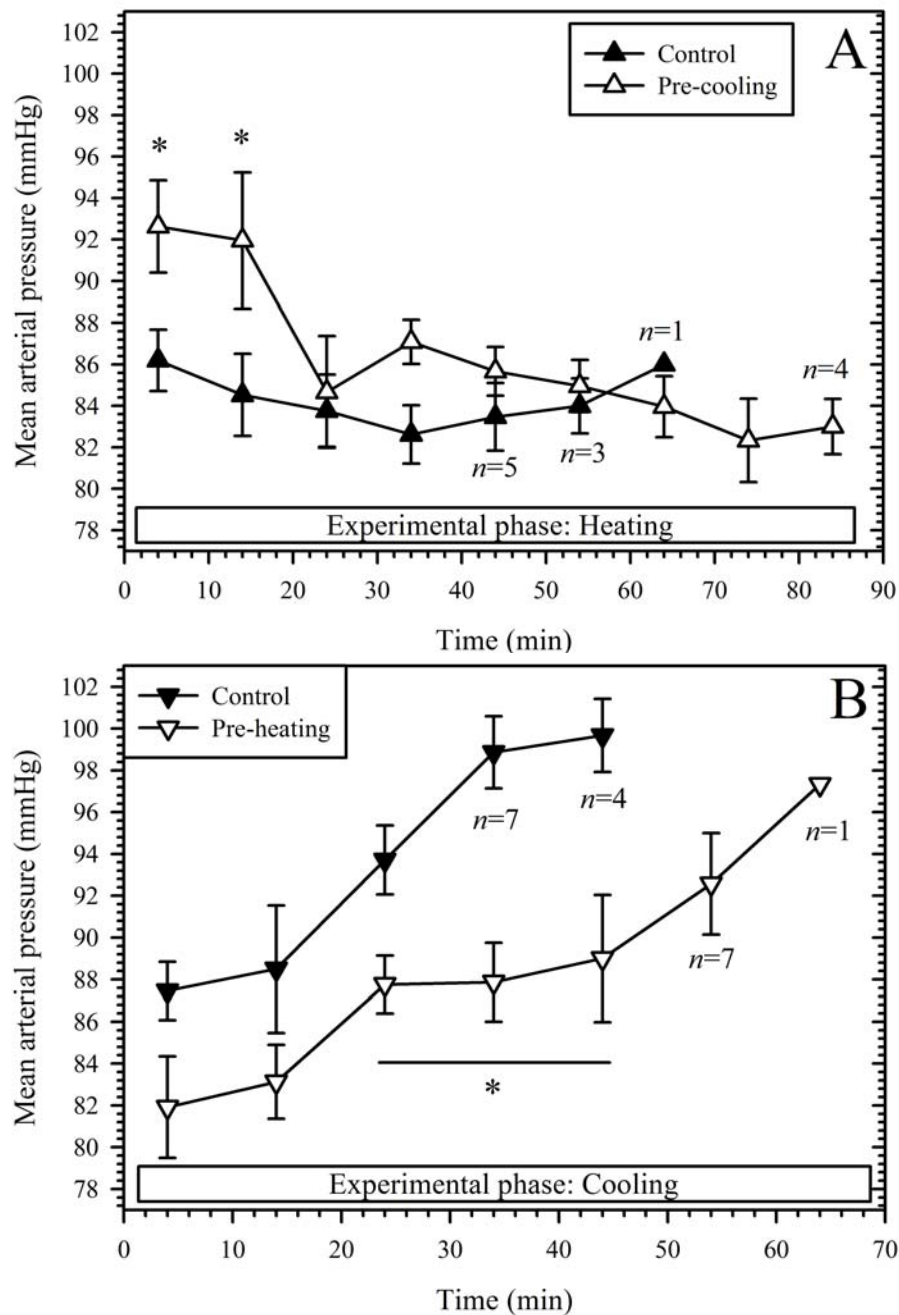 A
Control
Pre-cooling
Mean arterial pressure (mmHg)
102
100
98
96
94
92
90
88
86
84
82
80
78
*
*
n=1
n=4
n=5
n=3
Experimental phase: Heating
0 10 20 30 40 50 60 70 80 90
Time (min)
B
Control
Pre-heating
Mean arterial pressure (mmHg)
102
100
98
96
94
92
90
88
86
84
82
80
78
n=7
n=4
n=1
n=7
*
Experimental phase: Cooling
0 10 20 30 40 50 60 70
Time (min)